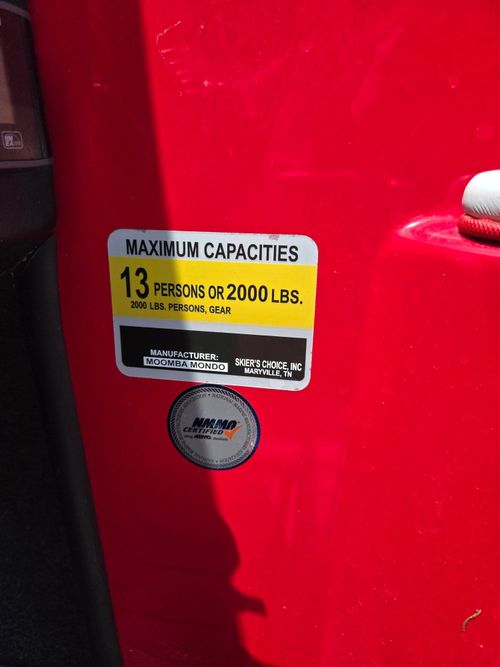 MAXIMUM CAPACITIES
13 PERSONS OR 2000 LBS.
2000 LBS. PERSONS, GEAR
MANUFACTURER:
MOOMBA MONDO
SKIER'S CHOICE, INC
MARYVILLE, TN
NMMA
CERTIFIED